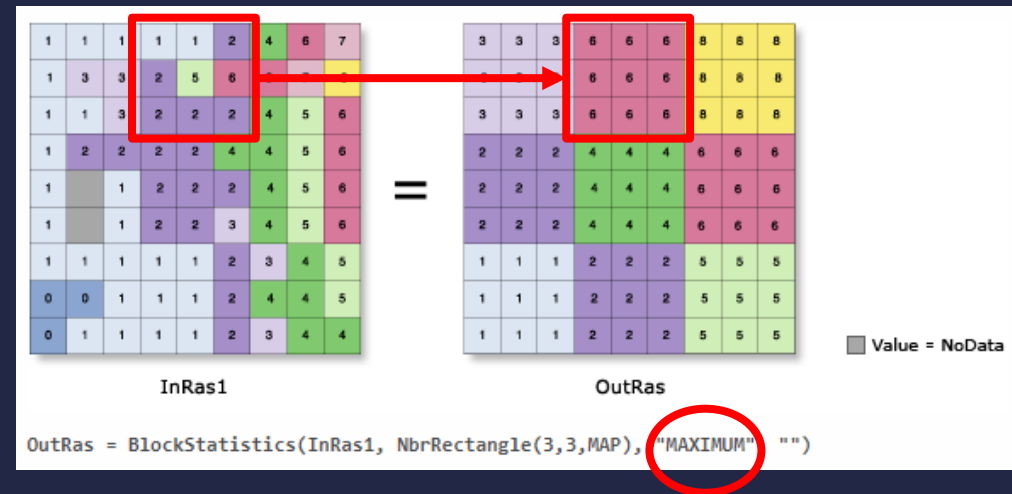 1 1 1 1 1 2 4 6 7 3 3 3 6 6 6 8 8 8
1 3 3 2 5 6 6 6 6 8 8 8
1 1 3 2 2 2 4 5 6 3 3 3 6 6 6 8 8 8
1 2 2 2 2 4 4 5 6 2 2 2 4 4 4 6 6 6
1 1 2 2 2 4 5 6 = 2 2 2 4 4 4 6 6 6
1 1 2 2 3 4 5 6 2 2 2 4 4 4 6 6 6
1 1 1 1 1 2 3 4 5 1 1 1 2 2 2 5 5 5
0 0 1 1 1 2 4 4 5 1 1 1 2 2 2 5 5 5
0 1 1 1 1 2 3 4 4 1 1 1 2 2 2 5 5 5
Value = NoData
InRas1 OutRas
OutRas = BlockStatistics(InRas1, NbrRectangle(3,3,MAP), "MAXIMUM" "")